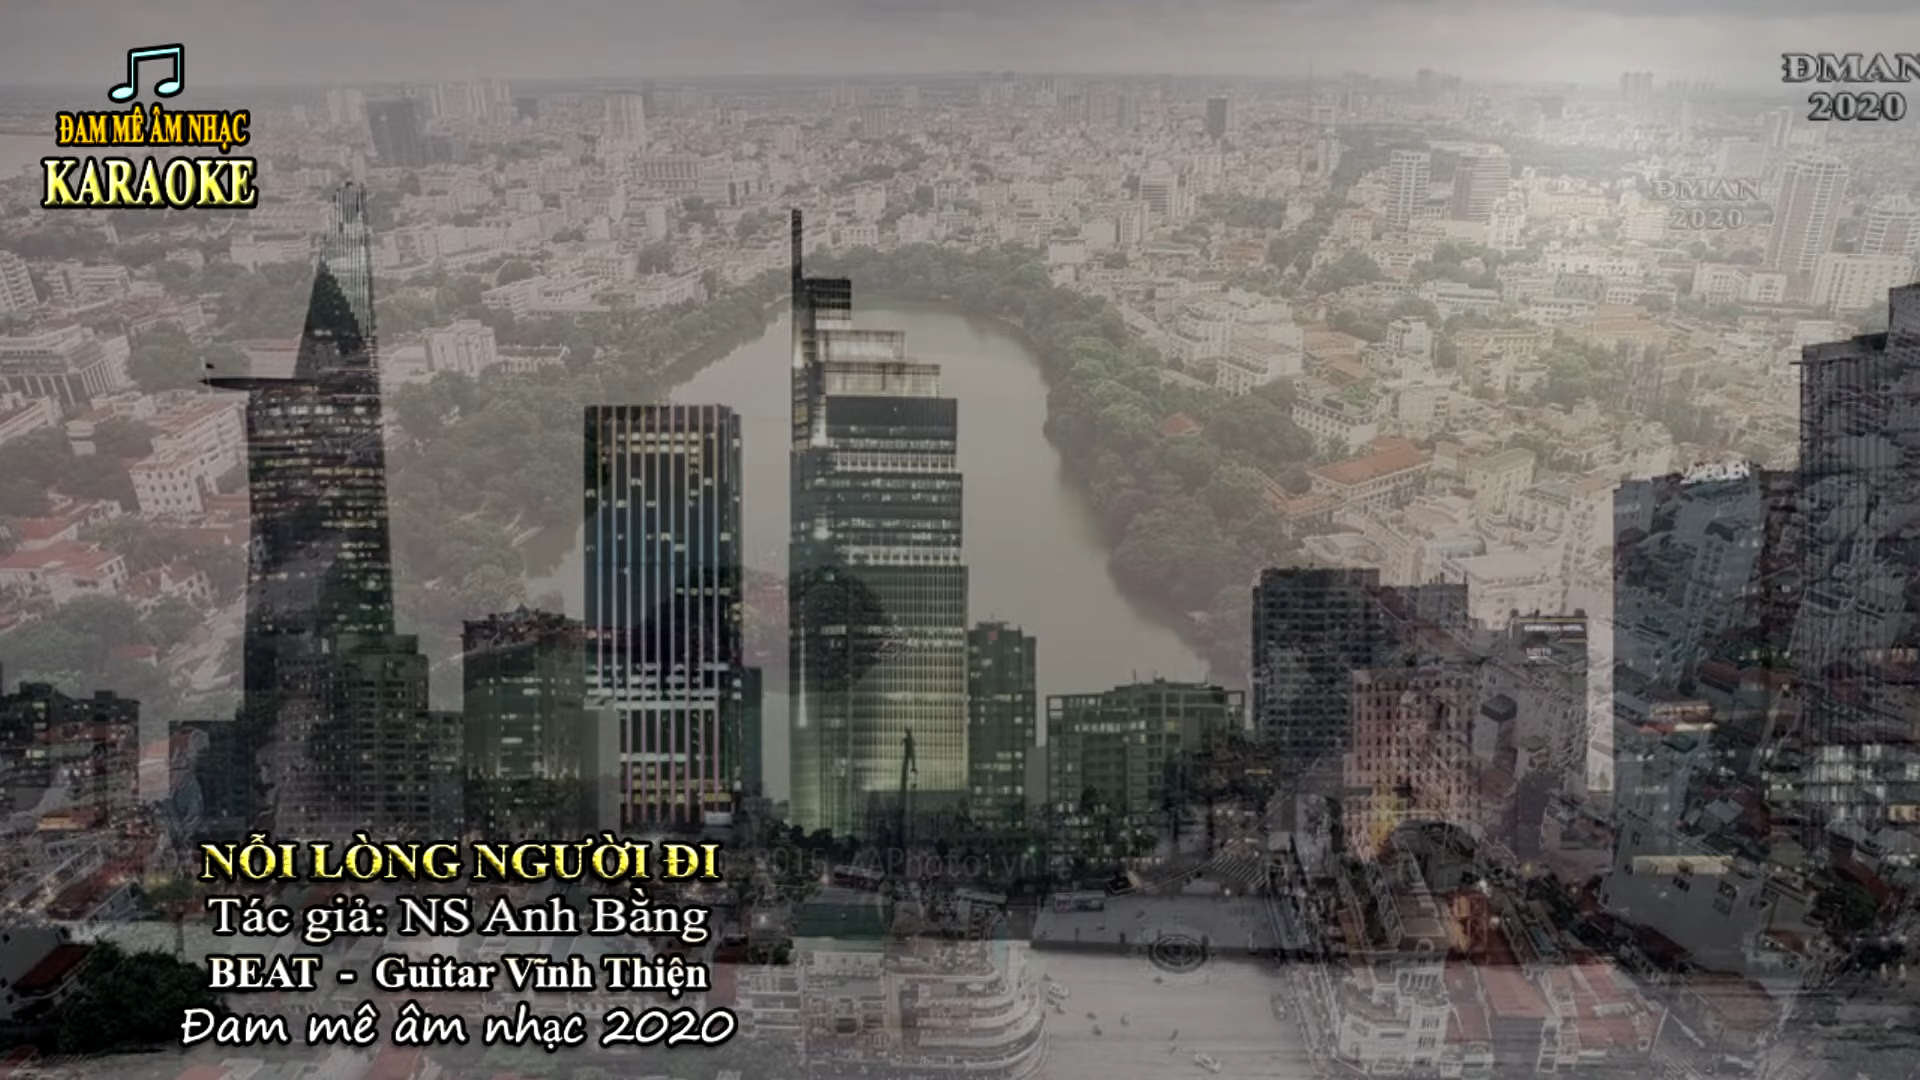 ĐAM MÊ ÂM NHẠC
KARAOKE
ĐMAN
2020
ĐMAN
2020
NỖI LÒNG NGƯỜI ĐI
Tác giả: NS Anh Bằng
BEAT - Guitar Vĩnh Thiện
Đam mê âm nhạc 2020